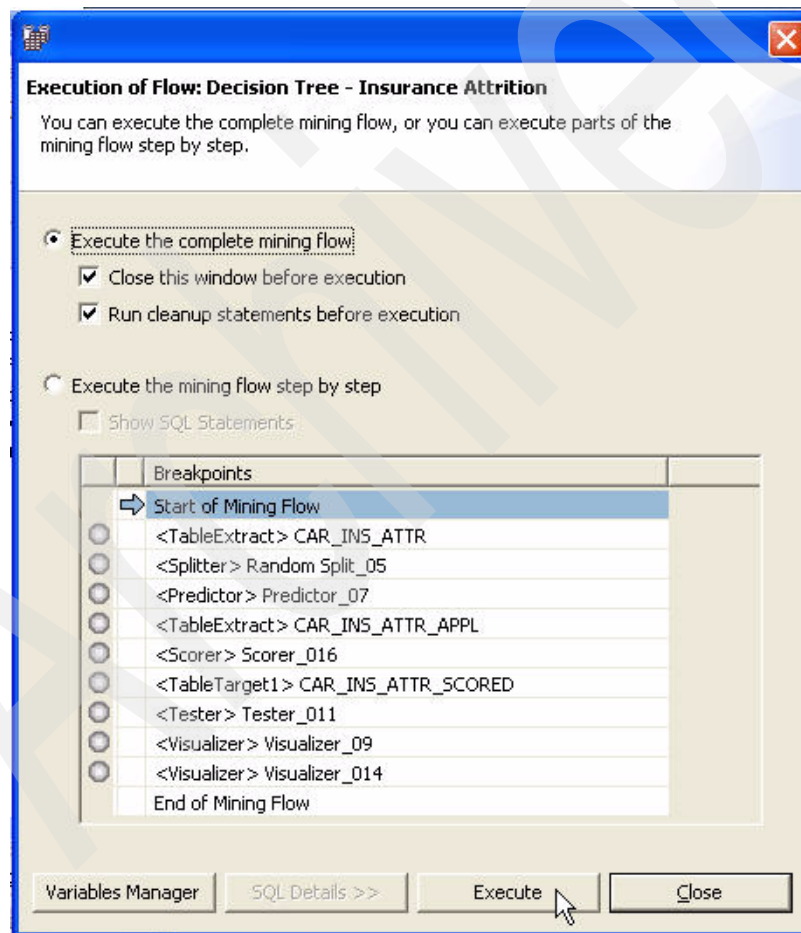 Execution of Flow: Decision Tree - Insurance Attrition
You can execute the complete mining flow, or you can execute parts of the
mining flow step by step.
Execute the complete mining flow
Close this window before execution
Run cleanup statements before execution
Execute the mining flow step by step
Show SQL Statements
Breakpoints
Start of Mining Flow
<TableExtract> CAR_INS_ATTR
<Splitter> Random Split_05
<Predictor> Predictor_07
<TableExtract> CAR_INS_ATTR_APPL
<Scorer> Scorer_016
<TableTarget1> CAR_INS_ATTR_SCORED
<Tester> Tester_011
<Visualizer> Visualizer_09
<Visualizer> Visualizer_014
End of Mining Flow
Variables Manager SQL Details >> Execute Close